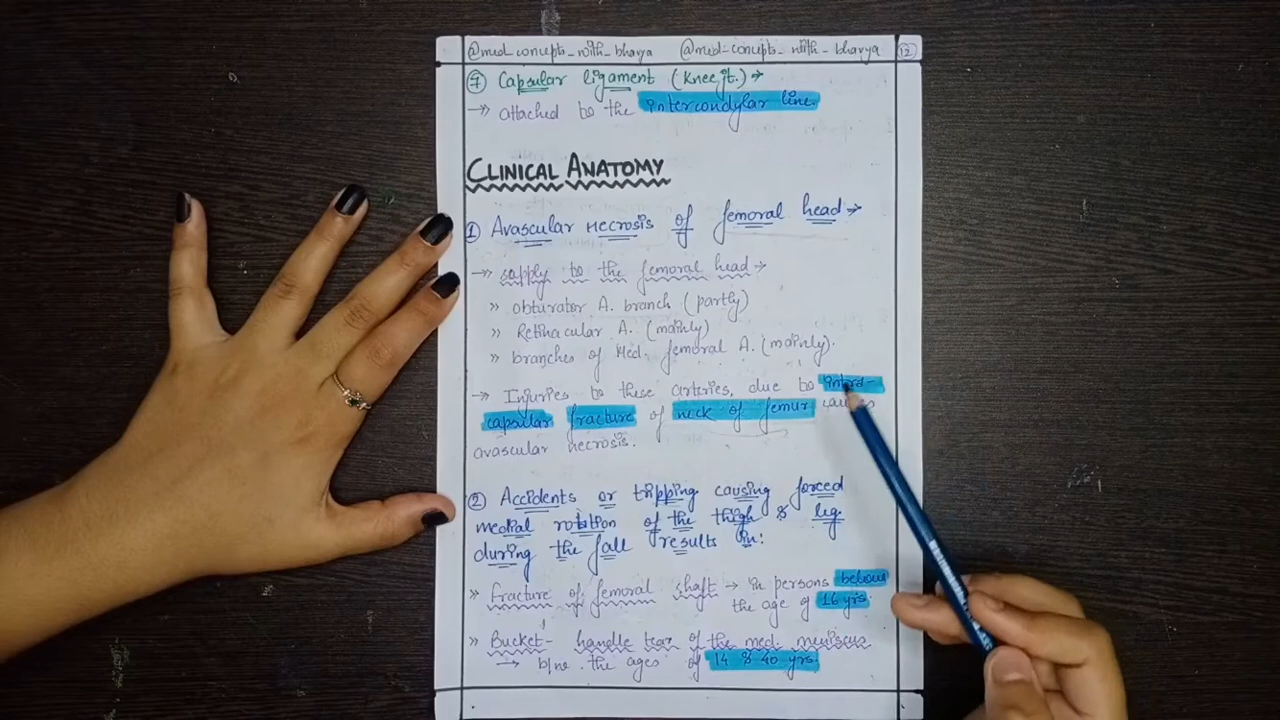 @med_concepts_with_bhavya @med_concepts_with_bhavya 12
7 Capsular ligament (Knee jt.) →
→» attached to the intercondylar line.
CLINICAL ANATOMY
1 Avascular necrosis of femoral head →
→» supply to the femoral head →
» obturator A. branch (partly)
» Retinacular A. (mainly)
» branches of Med. femoral A. (mainly).
→ Injuries to these arteries, due to intra-
capsular fracture of neck of femur causes
avascular necrosis.
2 Accidents or tripping causing forced
medial rotation of the thigh & leg
during the fall results in:
» Fracture of femoral shaft → in persons below
the age of 16 yrs.
» Bucket- handle tear of the med. meniscus
→ b/w. the ages of 14 & 40 yrs.